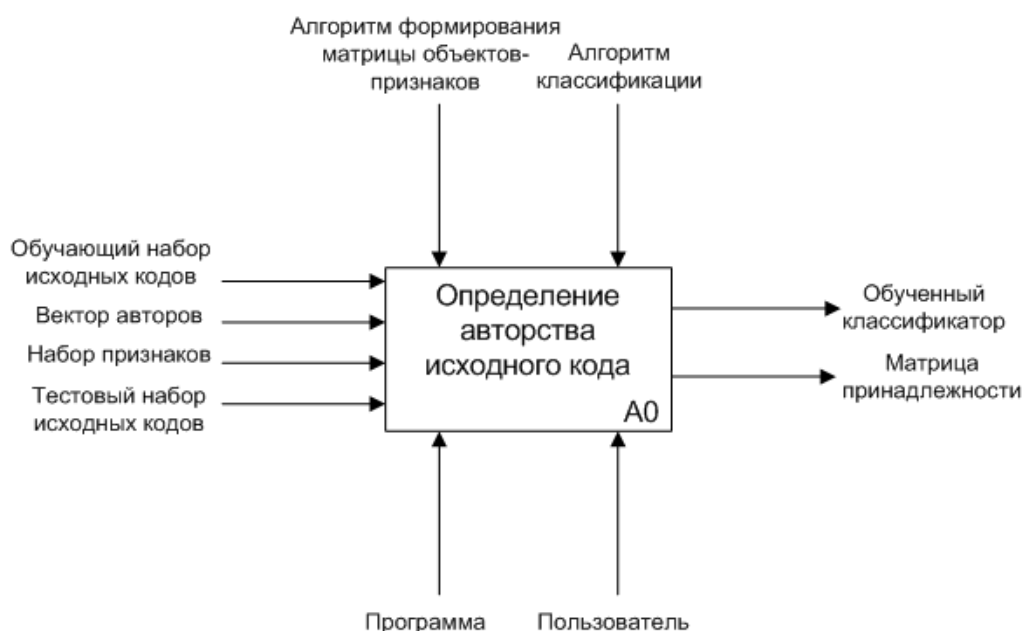 Алгоритм формирования
матрицы объектов-
признаков
Алгоритм
классификации
Обучающий набор
исходных кодов
Вектор авторов
Набор признаков
Тестовый набор
исходных кодов
Определение
авторства
исходного кода
A0
Обученный
классификатор
Матрица
принадлежности
Программа
Пользователь